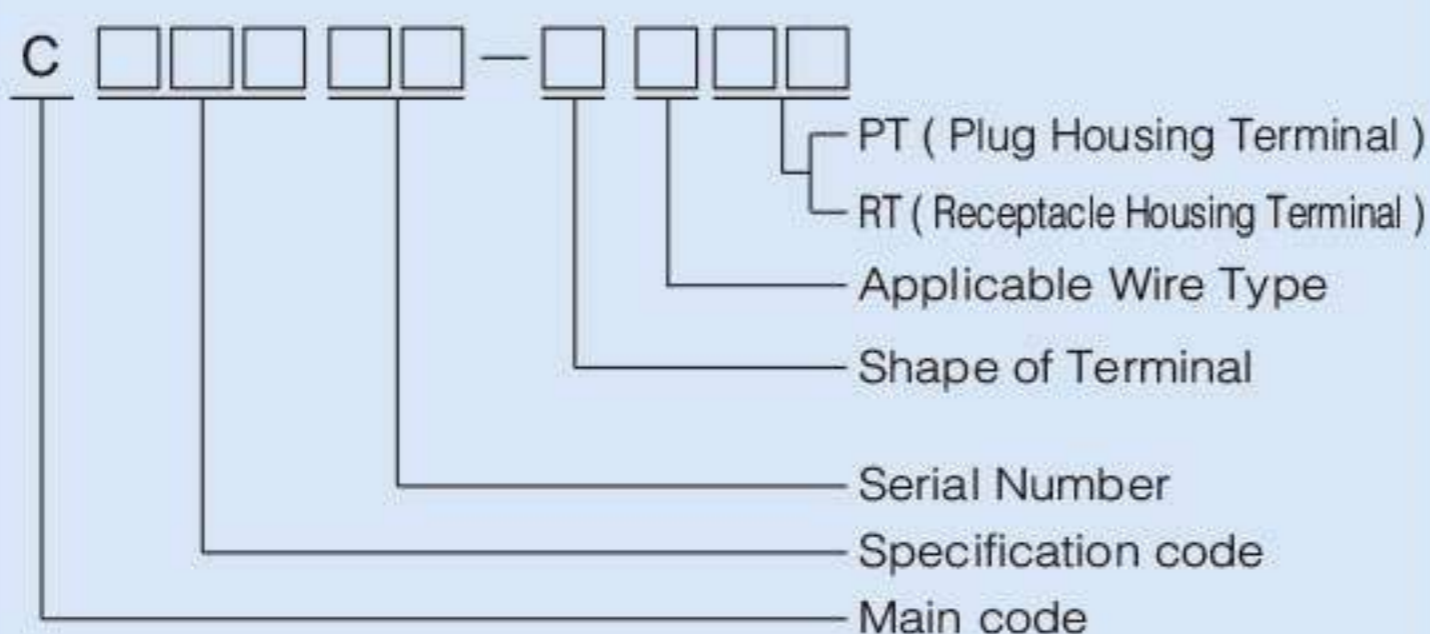 C □□□ □□ — □ □ □□
PT ( Plug Housing Terminal )
RT ( Receptacle Housing Terminal )
Applicable Wire Type
Shape of Terminal
Serial Number
Specification code
Main code